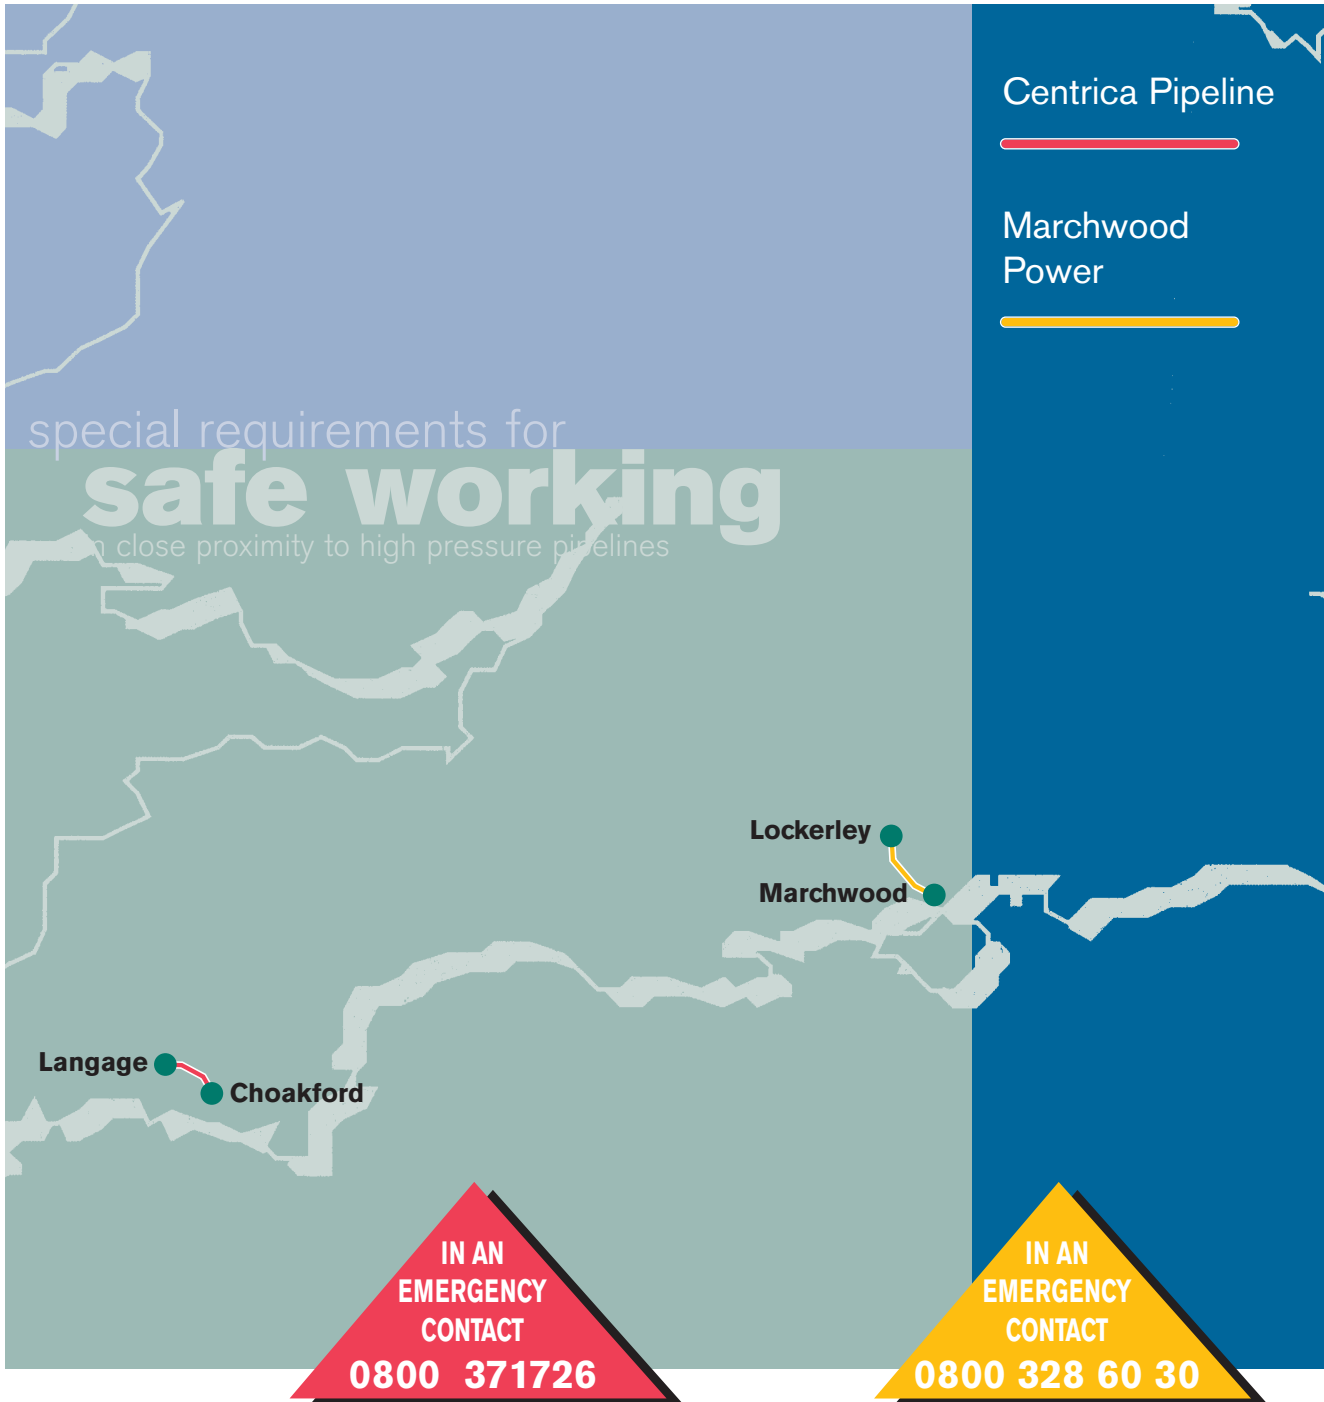 Centrica Pipeline
Marchwood
Power
special requirements for
safe working
in close proximity to high pressure pipelines
Lockerley
Marchwood
Langage
Choakford
IN AN
EMERGENCY
CONTACT
0800 371726
IN AN
EMERGENCY
CONTACT
0800 328 60 30